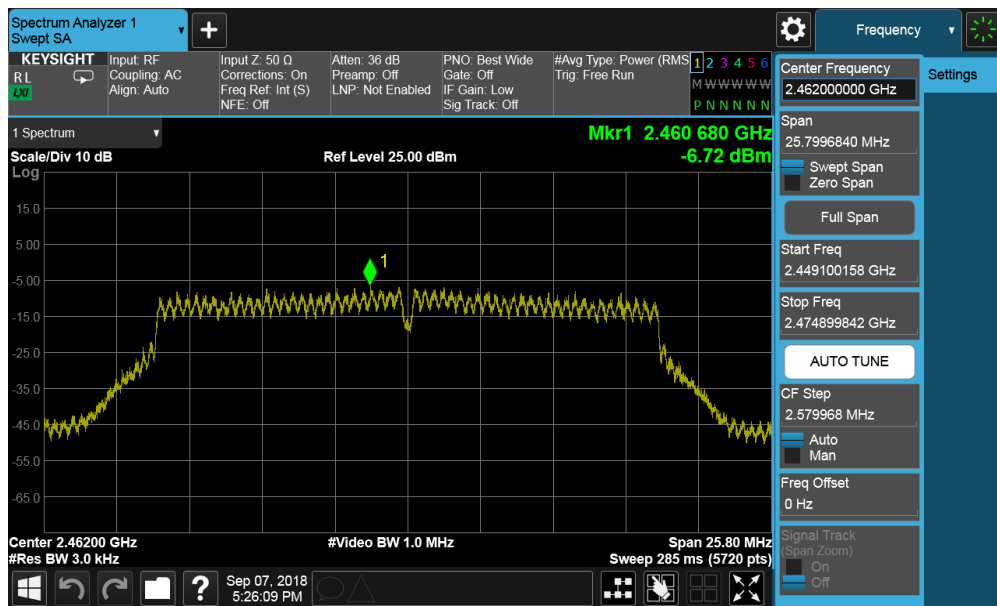 Spectrum Analyzer 1
Swept SA
+
Frequency
KEYSIGHT
R L
LXI
Input: RF
Coupling: AC
Align: Auto
Input Z: 50 Ω
Corrections: On
Freq Ref: Int (S)
NFE: Off
Atten: 36 dB
Preamp: Off
LNP: Not Enabled
PNO: Best Wide
Gate: Off
IF Gain: Low
Sig Track: Off
#Avg Type: Power (RMS
Trig: Free Run
1 2 3 4 5 6
M W W W W W
P N N N N N
1 Spectrum
Mkr1 2.460 680 GHz
Scale/Div 10 dB
Ref Level 25.00 dBm
-6.72 dBm
Log
15.0
5.00
-5.00
-15.0
-25.0
-35.0
-45.0
-55.0
-65.0
1
Center 2.46200 GHz
#Video BW 1.0 MHz
Span 25.80 MHz
#Res BW 3.0 kHz
Sweep 285 ms (5720 pts)
?
Sep 07, 2018
5:26:09 PM
Center Frequency
2.462000000 GHz
Settings
Span
25.7996840 MHz
Swept Span
Zero Span
Full Span
Start Freq
2.449100158 GHz
Stop Freq
2.474899842 GHz
AUTO TUNE
CF Step
2.579968 MHz
Auto
Man
Freq Offset
0 Hz
Signal Track
(Span Zoom)
On
Off